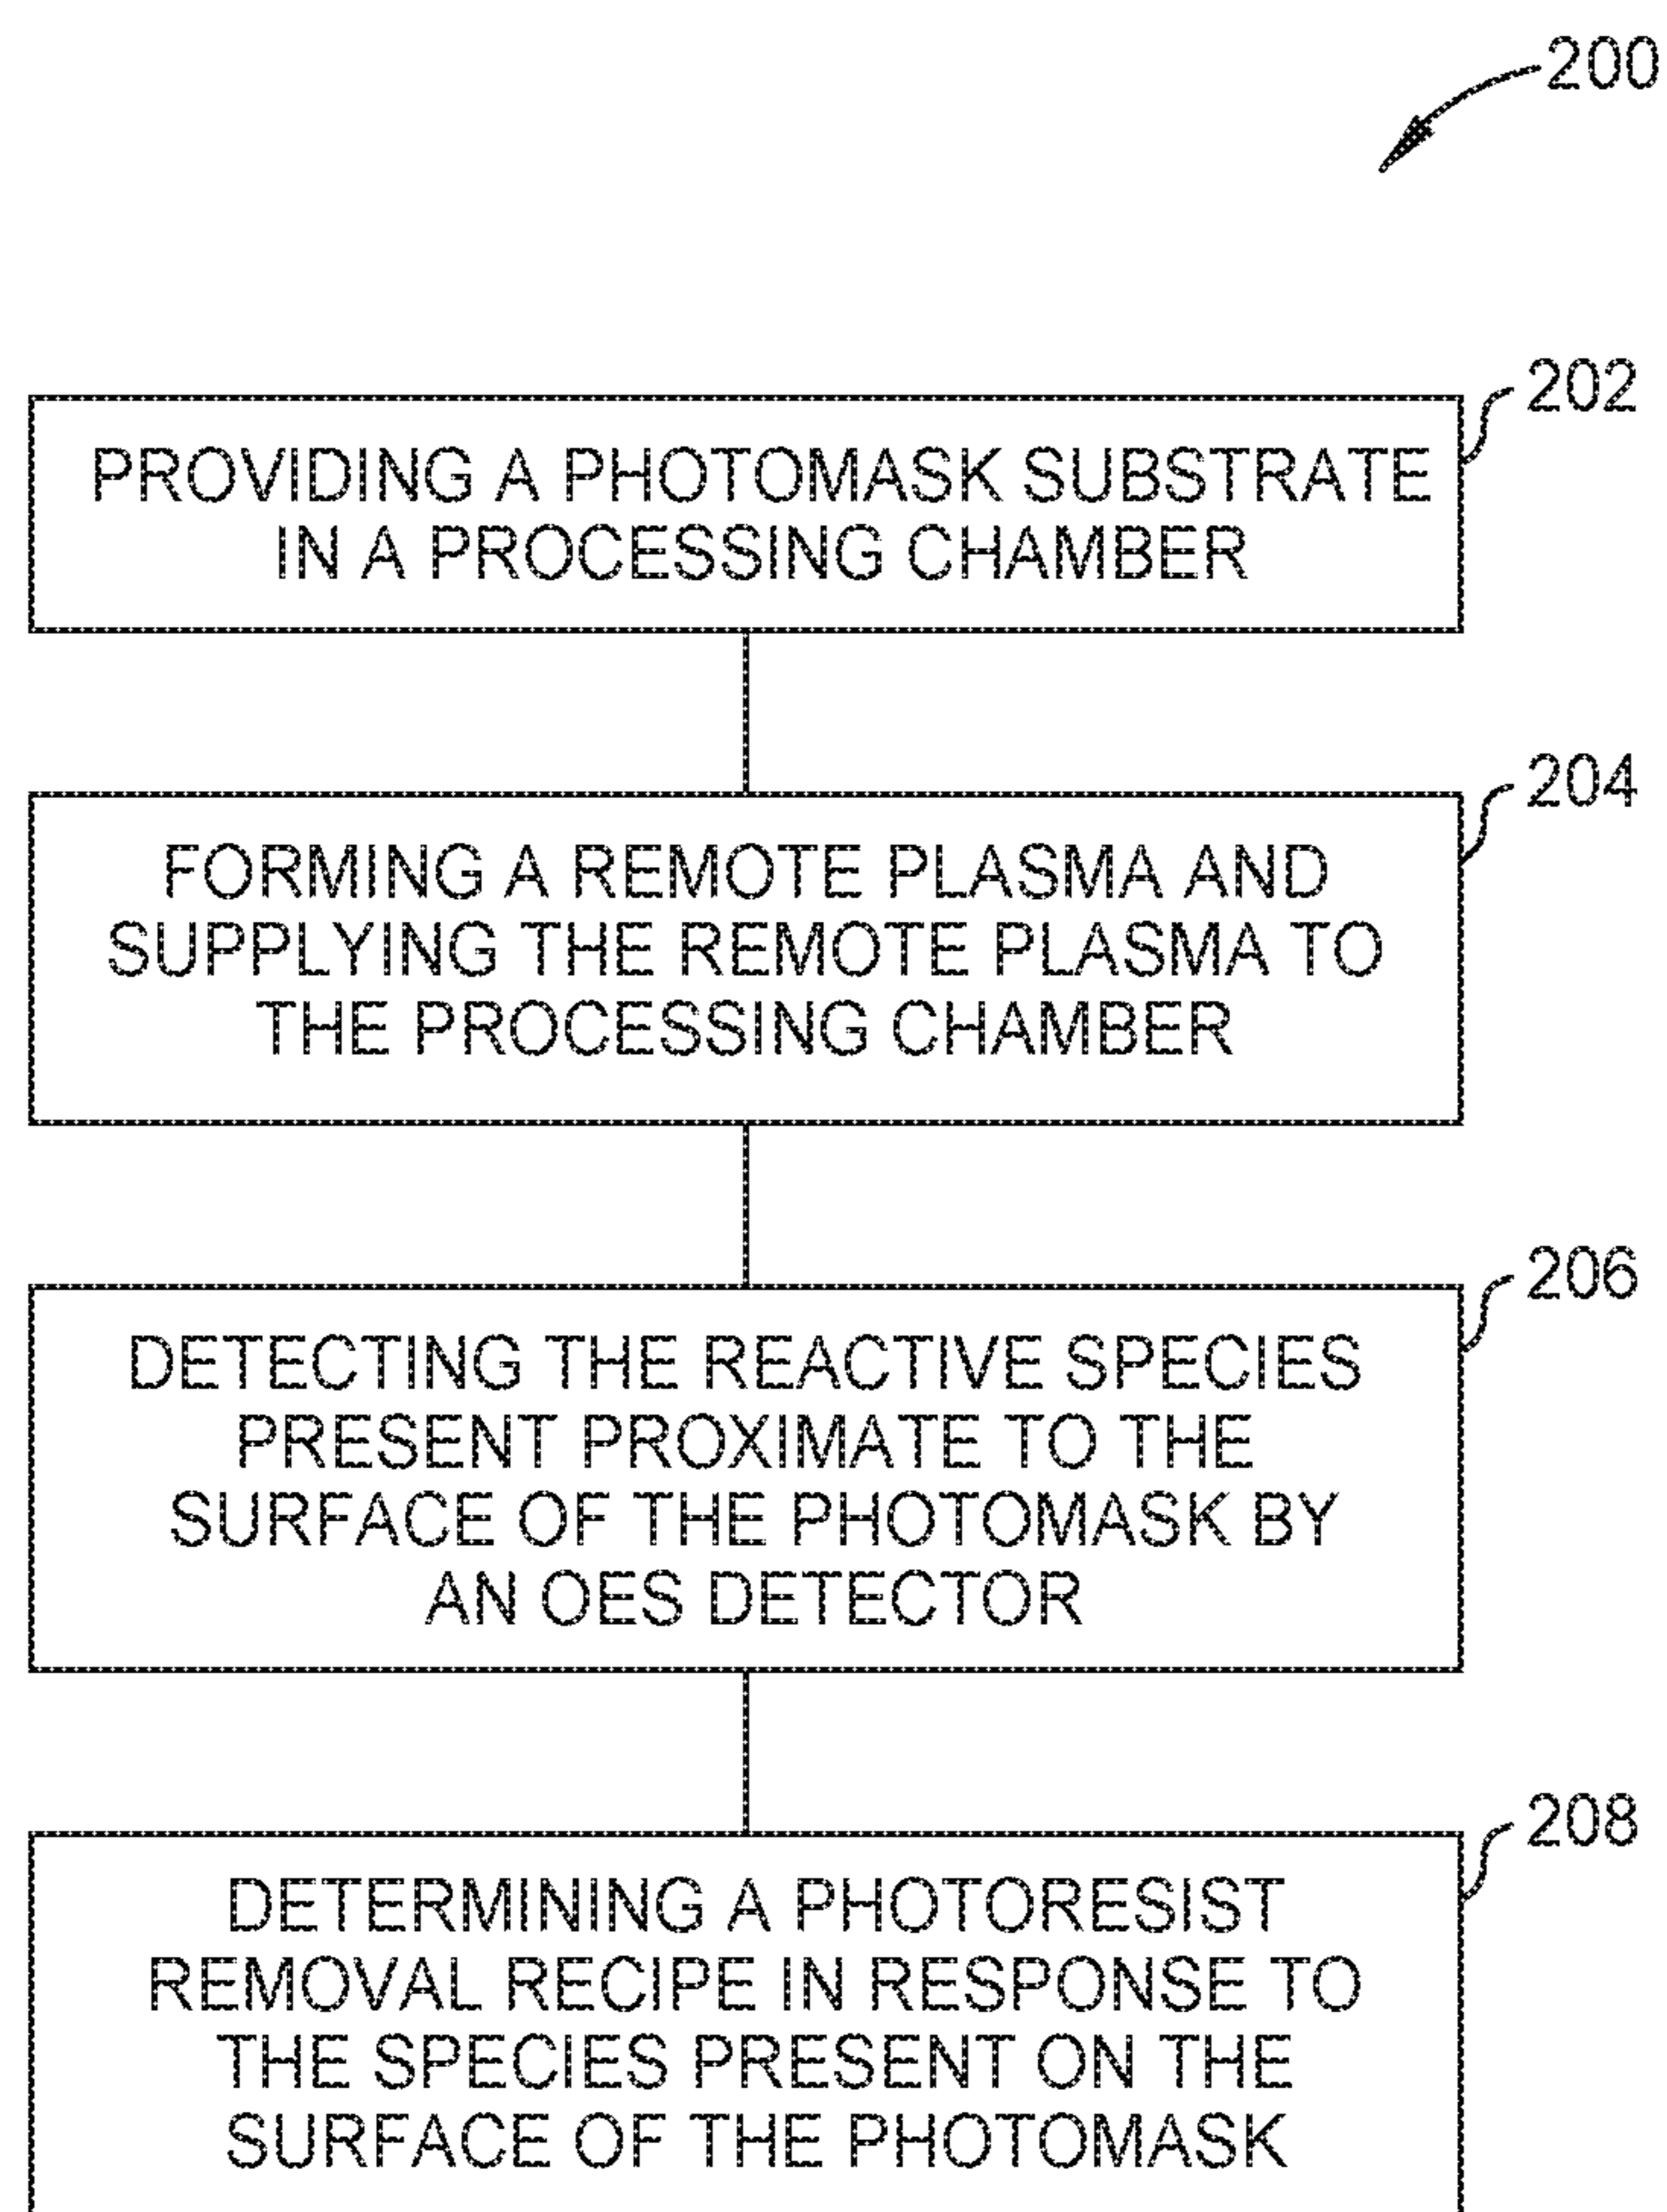 200
202
PROVIDING A PHOTOMASK SUBSTRATE
IN A PROCESSING CHAMBER
204
FORMING A REMOTE PLASMA AND
SUPPLYING THE REMOTE PLASMA TO
THE PROCESSING CHAMBER
206
DETECTING THE REACTIVE SPECIES
PRESENT PROXIMATE TO THE
SURFACE OF THE PHOTOMASK BY
AN OES DETECTOR
208
DETERMINING A PHOTORESIST
REMOVAL RECIPE IN RESPONSE TO
THE SPECIES PRESENT ON THE
SURFACE OF THE PHOTOMASK